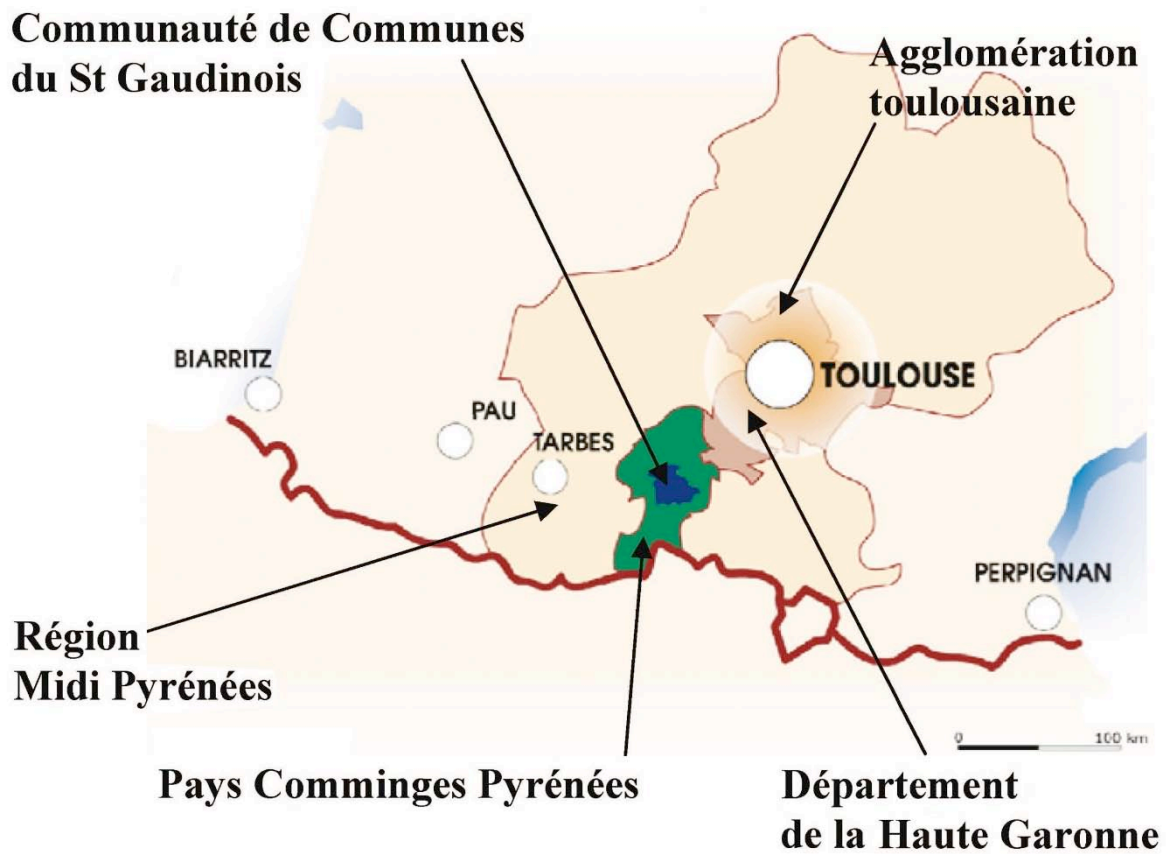 Communauté de Communes
du St Gaudinois
Agglomération
toulousaine
BIARRITZ
PAU
TARBES
TOULOUSE
PERPIGNAN
Région
Midi Pyrénées
0 100 km
Pays Comminges Pyrénées
Département
de la Haute Garonne